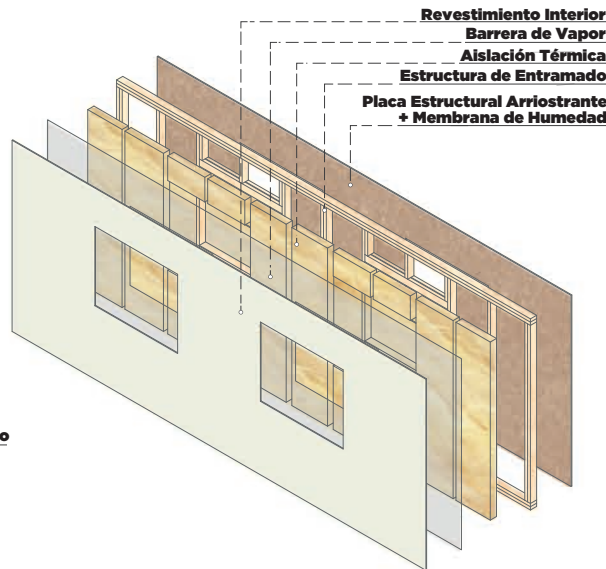 Revestimiento Interior
Barrera de Vapor
Aislación Térmica
Estructura de Entramado
Placa Estructural Arriostrante
+ Membrana de Humedad
o